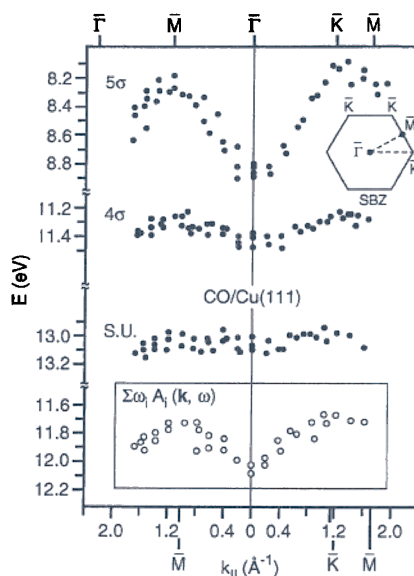 Γ̄ M̄ Γ̄ K̄ M̄
5σ
8.2
8.4
8.6
8.8
K̄ K̄
M̄
Γ̄
K̄
SBZ
4σ
11.2
11.4
E (eV)
CO/Cu(111)
S.U.
13.0
13.2
Σωᵢ Aᵢ (k, ω)
11.6
11.8
12.0
12.2
2.0 1.2 0.4 0 0.4 1.2 2.0
M̄ k|| (Å⁻¹) K̄ M̄